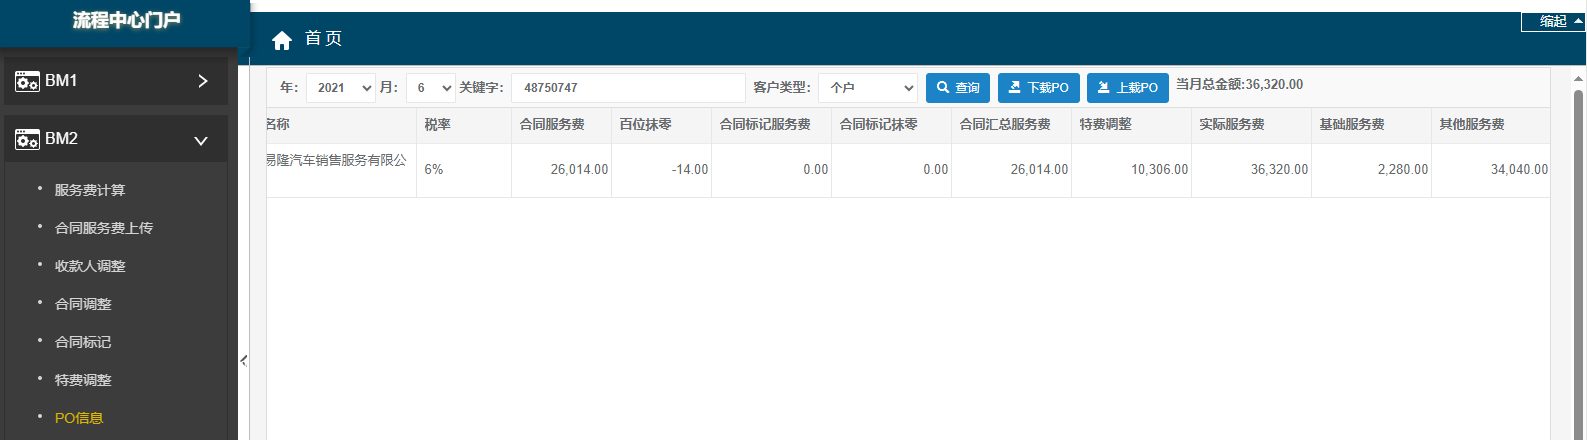 流程中心门户
缩起
首页
BM1
BM2
服务费计算
合同服务费上传
收款人调整
合同调整
合同标记
特费调整
PO信息
年： 2021 月： 6 关键字： 48750747 客户类型： 个户 查询 下载PO 上载PO 当月总金额:36,320.00
名称 税率 合同服务费 百位抹零 合同标记服务费 合同标记抹零 合同汇总服务费 特费调整 实际服务费 基础服务费 其他服务费
易隆汽车销售服务有限公 6% 26,014.00 -14.00 0.00 0.00 26,014.00 10,306.00 36,320.00 2,280.00 34,040.00